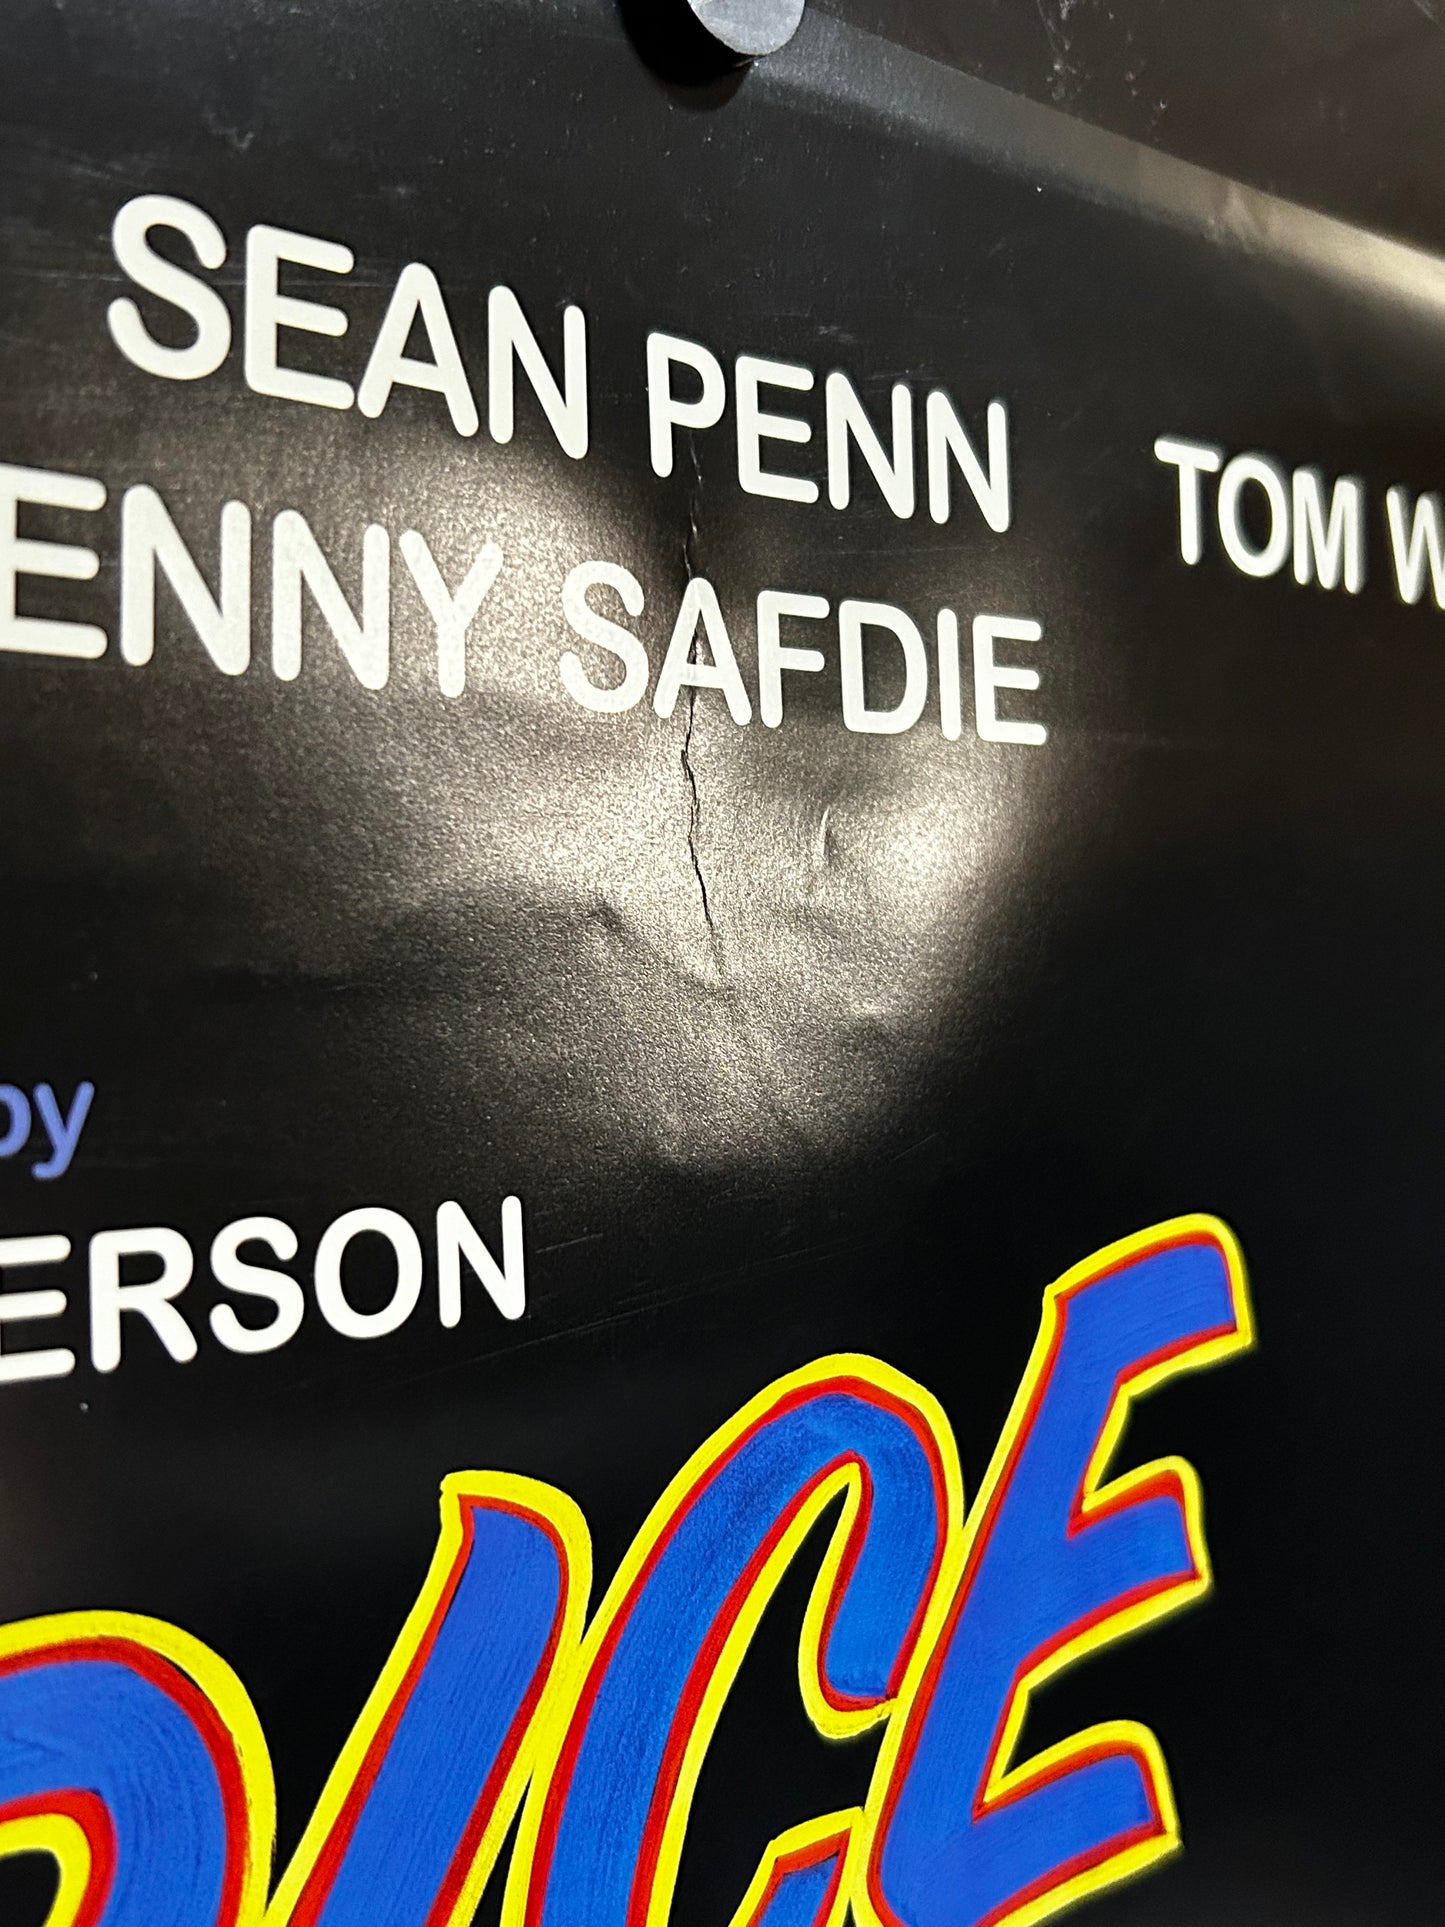 SEAN PENN TOM W
ENNY SAFDIE
by
ERSON